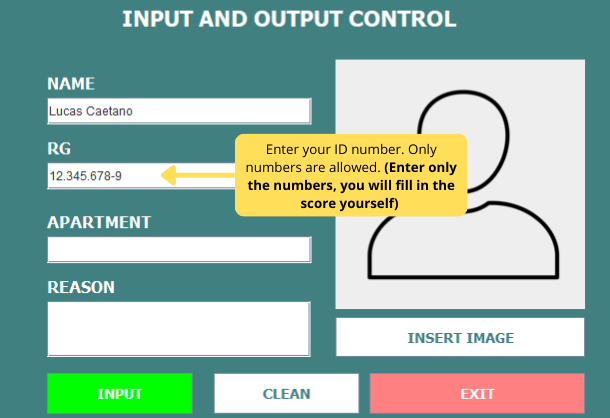 INPUT AND OUTPUT CONTROL
NAME
Lucas Caetano
RG
12.345.678-9
Enter your ID number. Only
numbers are allowed. (Enter only
the numbers, you will fill in the
score yourself)
APARTMENT
REASON
INSERT IMAGE
INPUT
CLEAN
EXIT